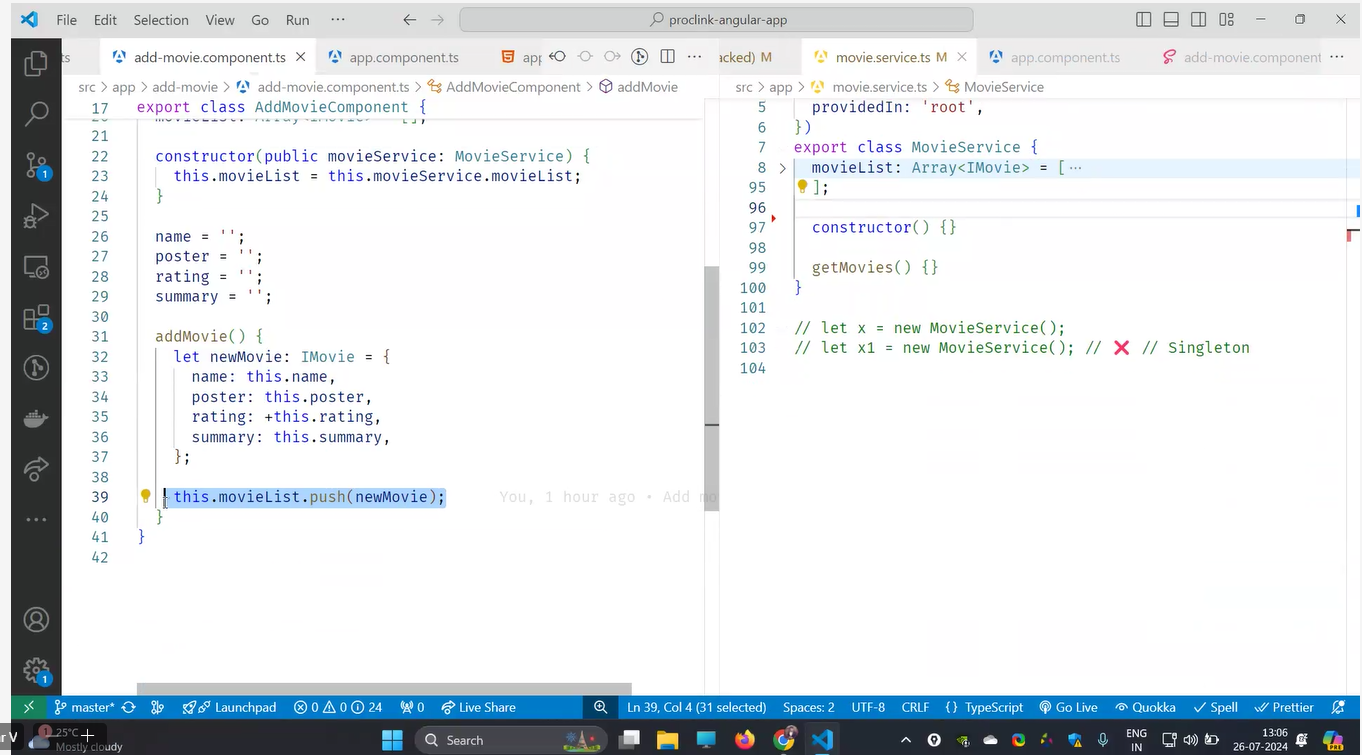 File Edit Selection View Go Run ··· proclink-angular-app
ts add-movie.component.ts app.component.ts app
src > app > add-movie > add-movie.component.ts > AddMovieComponent > addMovie
17 export class AddMovieComponent {
21
22 constructor(public movieService: MovieService) {
23 this.movieList = this.movieService.movieList;
24 }
25
26 name = '';
27 poster = '';
28 rating = '';
29 summary = '';
30
31 addMovie() {
32 let newMovie: IMovie = {
33 name: this.name,
34 poster: this.poster,
35 rating: +this.rating,
36 summary: this.summary,
37 };
38
39 this.movieList.push(newMovie); You, 1 hour ago • Add mo
40 }
41 }
42
acked) M movie.service.ts M app.component.ts add-movie.component
src > app > movie.service.ts > MovieService
5 providedIn: 'root',
6 })
7 export class MovieService {
8 movieList: Array<IMovie> = [ ···
95 ];
96
97 constructor() {}
98
99 getMovies() {}
100 }
101
102 // let x = new MovieService();
103 // let x1 = new MovieService(); // ❌ // Singleton
104
1
2
1
master* Launchpad 0 0 24 0 Live Share Ln 39, Col 4 (31 selected) Spaces: 2 UTF-8 CRLF {} TypeScript Go Live Quokka Spell Prettier
r V 1 25°C Mostly cloudy Search ENG IN 13:06 26-07-2024